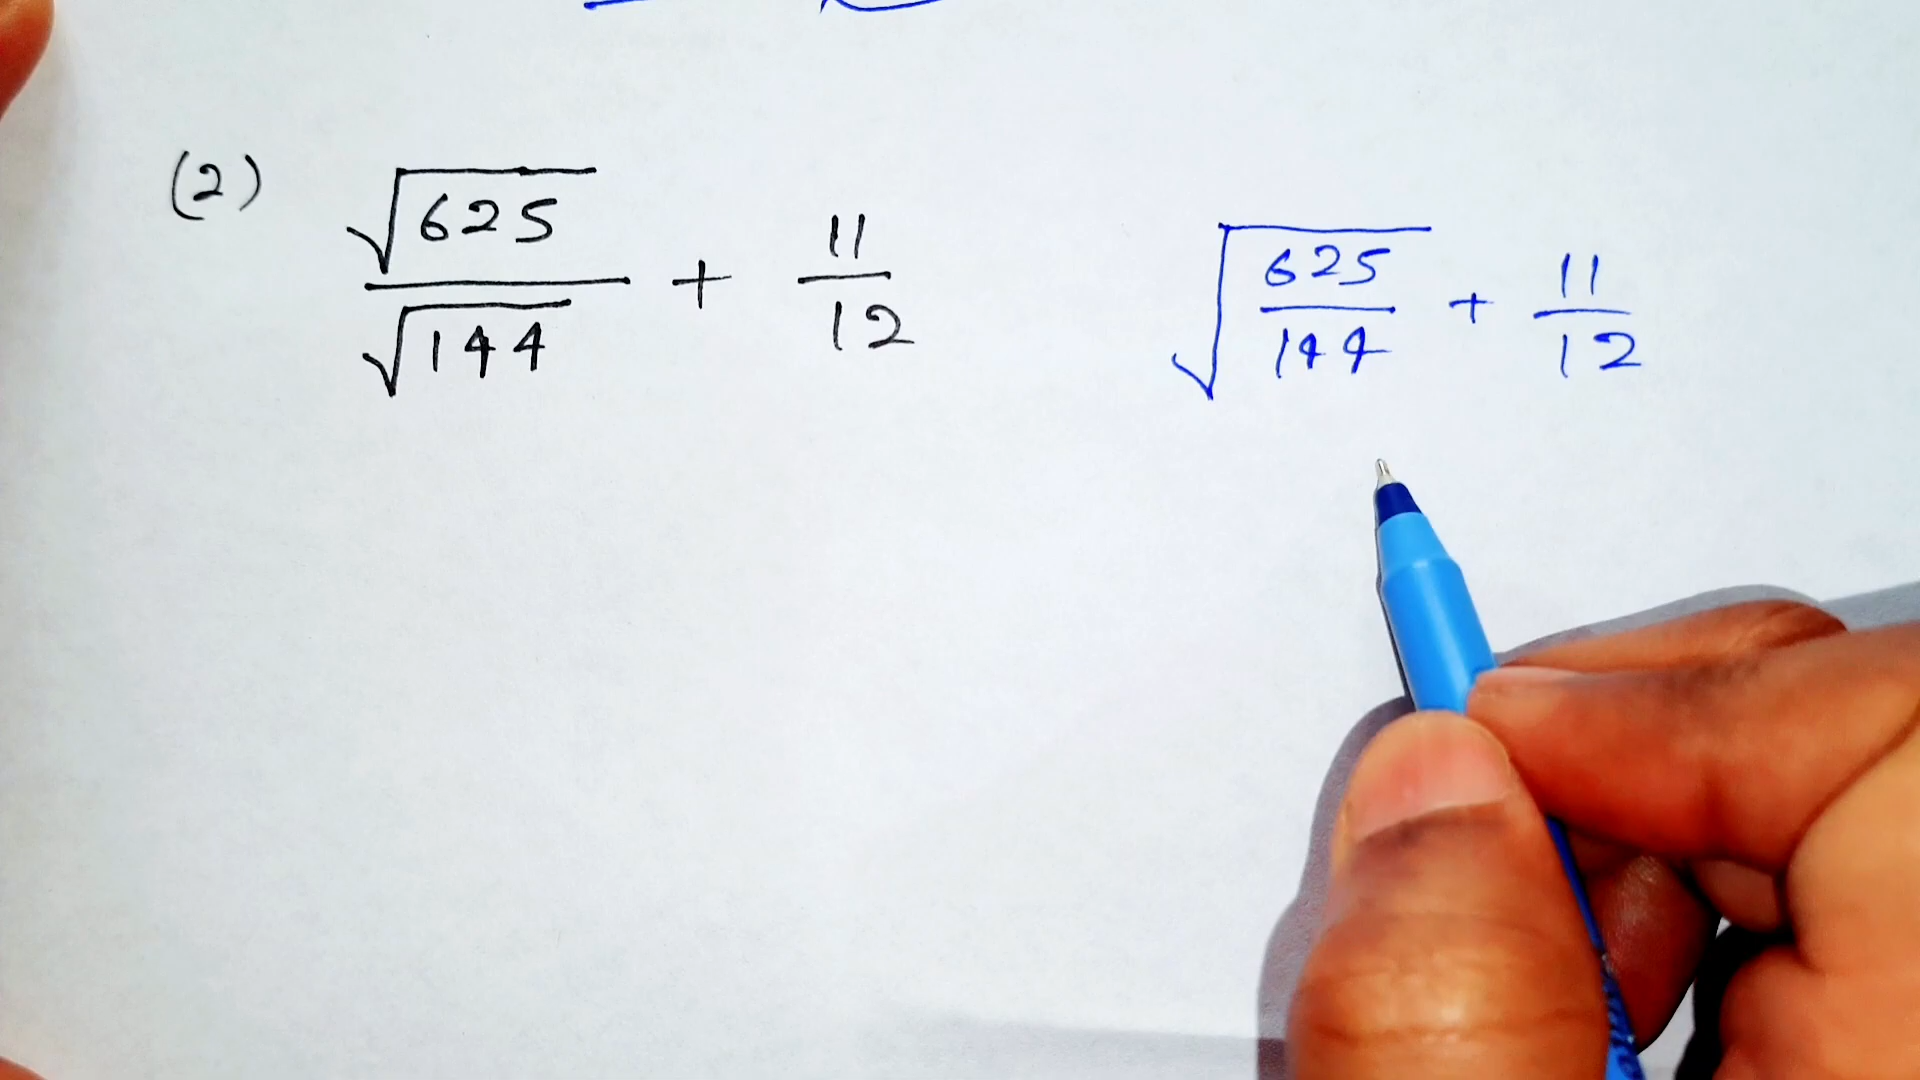 (2) √625/√144 + 11/12
√(625/144) + 11/12